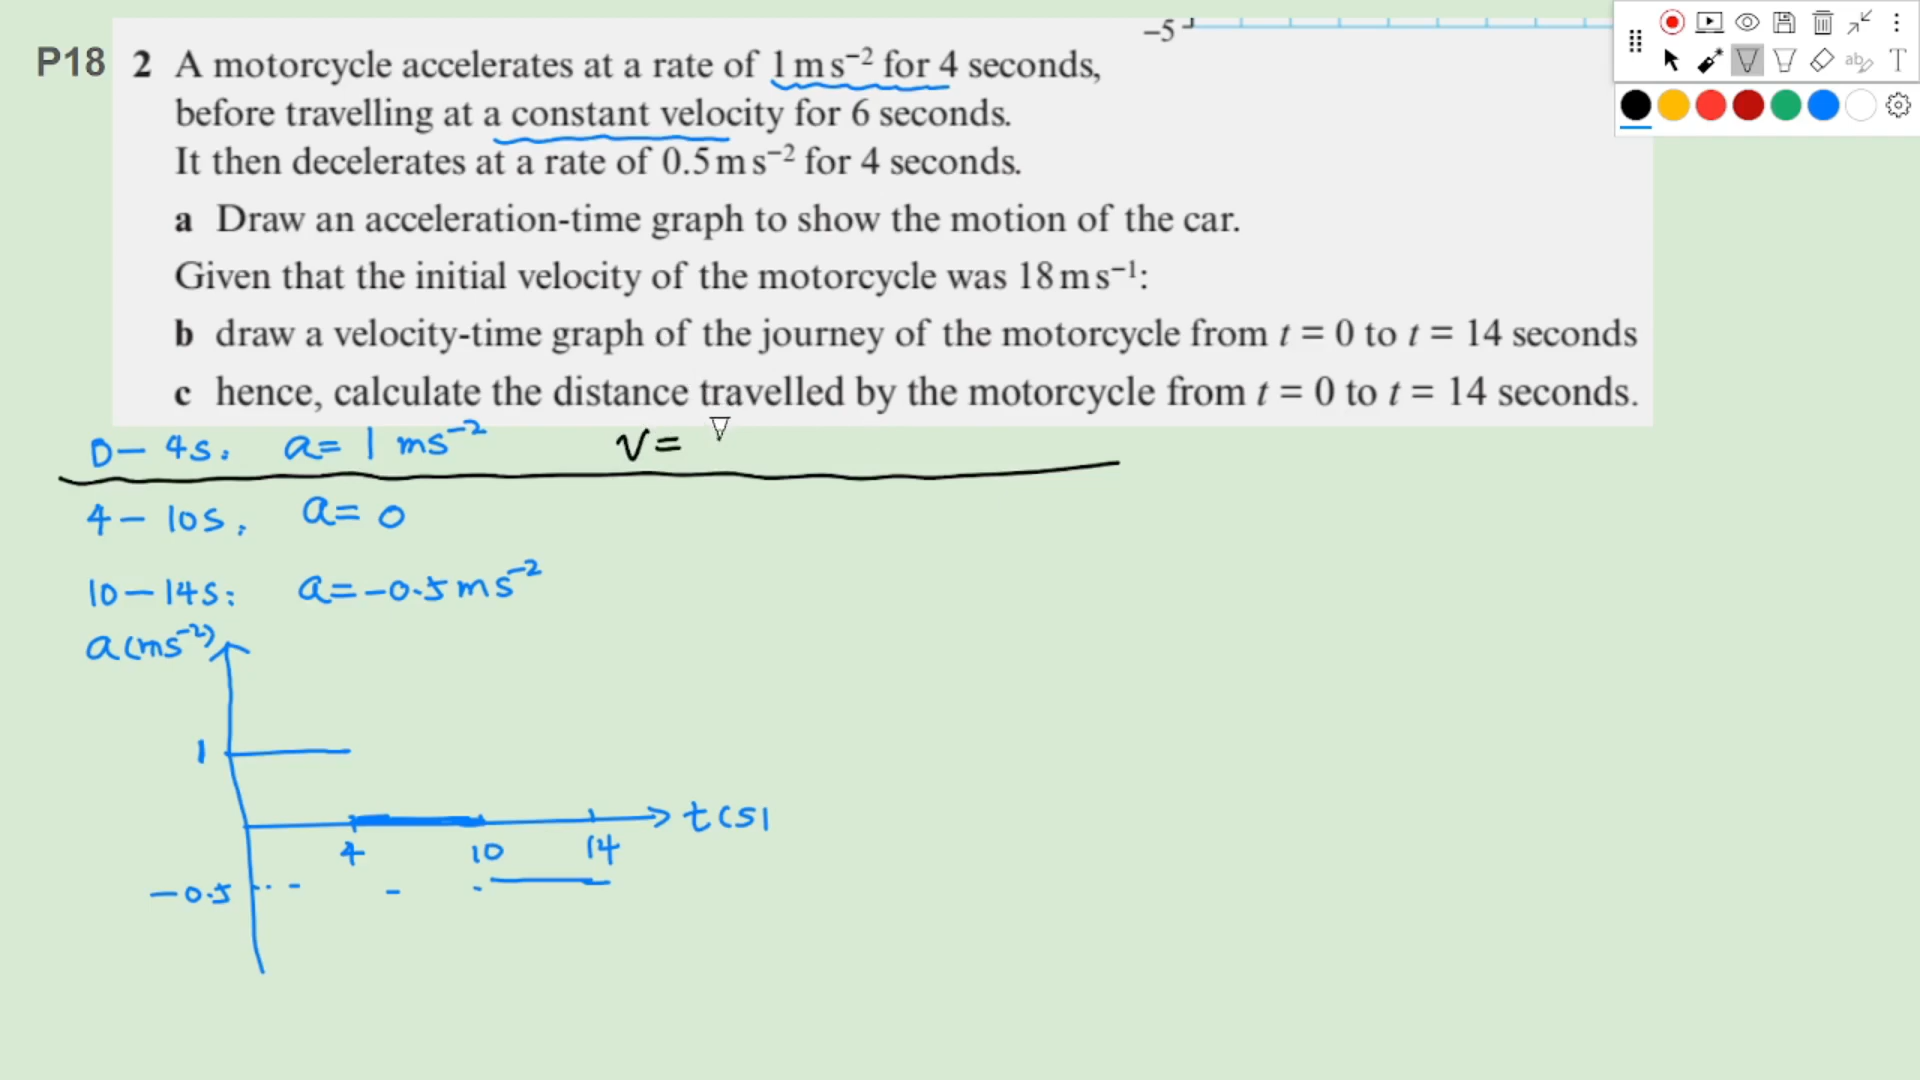 −5
P18 2 A motorcycle accelerates at a rate of 1 m s⁻² for 4 seconds,
before travelling at a constant velocity for 6 seconds.
It then decelerates at a rate of 0.5 m s⁻² for 4 seconds.
a Draw an acceleration-time graph to show the motion of the car.
Given that the initial velocity of the motorcycle was 18 m s⁻¹:
b draw a velocity-time graph of the journey of the motorcycle from t = 0 to t = 14 seconds
c hence, calculate the distance travelled by the motorcycle from t = 0 to t = 14 seconds.
0 – 4s: a = 1 ms⁻² V =
4 – 10s: a = 0
10 – 14s: a = -0.5 ms⁻²
a (ms⁻²)
1
t (s)
4 10 14
-0.5